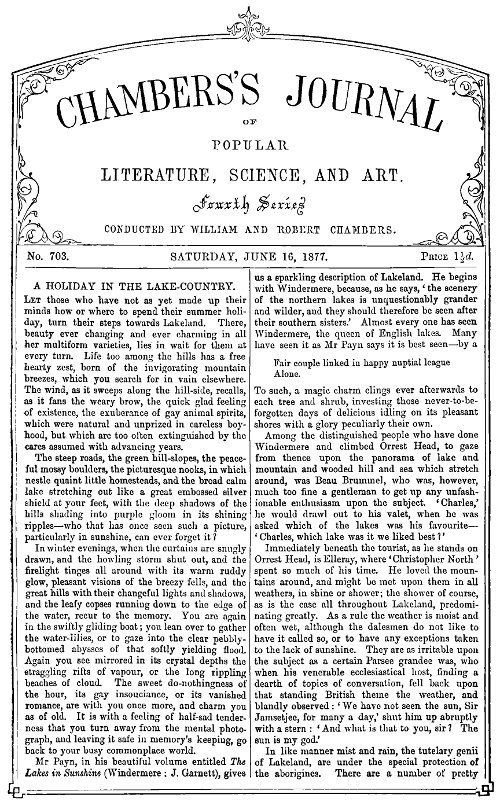 CHAMBERS'S JOURNAL
OF
POPULAR
LITERATURE, SCIENCE, AND ART.
Fourth Series
CONDUCTED BY WILLIAM AND ROBERT CHAMBERS.
No. 703. SATURDAY, JUNE 16, 1877. PRICE 1½d.
A HOLIDAY IN THE LAKE-COUNTRY.
LET those who have not as yet made up their
minds how or where to spend their summer holi-
day, turn their steps towards Lakeland. There,
beauty ever changing and ever charming in all
her multiform varieties, lies in wait for them at
every turn. Life too among the hills has a free
hearty zest, born of the invigorating mountain
breezes, which you search for in vain elsewhere.
The wind, as it sweeps along the hill-side, recalls,
as it fans the weary brow, the quick glad feeling
of existence, the exuberance of gay animal spirits,
which were natural and unprized in careless boy-
hood, but which are too often extinguished by the
cares assumed with advancing years.
The steep roads, the green hill-slopes, the peace-
ful mossy boulders, the picturesque nooks, in which
nestle quaint little homesteads, and the broad calm
lake stretching out like a great embossed silver
shield at your feet, with the deep shadows of the
hills shading into purple gloom in its shining
ripples—who that has once seen such a picture,
particularly in sunshine, can ever forget it?
In winter evenings, when the curtains are snugly
drawn, and the howling storm shut out, and the
firelight tinges all around with its warm ruddy
glow, pleasant visions of the breezy fells, and the
great hills with their changeful lights and shadows,
and the leafy copses running down to the edge of
the water, recur to the memory. You are again
in the swiftly gliding boat; you lean over to gather
the water-lilies, or to gaze into the clear pebbly-
bottomed abysses of that softly yielding flood.
Again you see mirrored in its crystal depths the
straggling rifts of vapour, or the long rippling
beaches of cloud. The sweet do-nothingness of
the hour, its gay insouciance, or its vanished
romance, are with you once more, and charm you
as of old. It is with a feeling of half-sad tender-
ness that you turn away from the mental photo-
graph, and leaving it safe in memory's keeping, go
back to your busy commonplace world.
Mr Payn, in his beautiful volume entitled The
Lakes in Sunshine (Windermere: J. Garnett), gives
us a sparkling description of Lakeland. He begins
with Windermere, because, as he says, 'the scenery
of the northern lakes is unquestionably grander
and wilder, and they should therefore be seen after
their southern sisters.' Almost every one has seen
Windermere, the queen of English lakes. Many
have seen it as Mr Payn says it is best seen—by a
Fair couple linked in happy nuptial league
Alone.
To such, a magic charm clings ever afterwards to
each tree and shrub, investing those never-to-be-
forgotten days of delicious idling on its pleasant
shores with a glory peculiarly their own.
Among the distinguished people who have done
Windermere and climbed Orrest Head, to gaze
from thence upon the panorama of lake and
mountain and wooded hill and sea which stretch
around, was Beau Brummel, who was, however,
much too fine a gentleman to get up any unfash-
ionable enthusiasm upon the subject. 'Charles,'
he would drawl out to his valet, when he was
asked which of the lakes was his favourite—
'Charles, which lake was it we liked best?'
Immediately beneath the tourist, as he stands on
Orrest Head, is Elleray, where 'Christopher North'
spent so much of his time. He loved the moun-
tains around, and might be met upon them in all
weathers, in shine or shower; the shower of course,
as is the case all throughout Lakeland, predomi-
nating greatly. As a rule the weather is moist and
often wet, although the dalesmen do not like to
have it called so, or to have any exceptions taken
to the lack of sunshine. They are as irritable upon
the subject as a certain Parsee grandee was, who
when his venerable ecclesiastical host, finding a
dearth of topics of conversation, fell back upon
that standing British theme the weather, and
blandly observed: 'We have not seen the sun, Sir
Jamsetjee, for many a day,' shut him up abruptly
with a stern: 'And what is that to you, sir? The
sun is my god.'
In like manner mist and rain, the tutelary genii
of Lakeland, are under the special protection of
the aborigines. There are a number of pretty